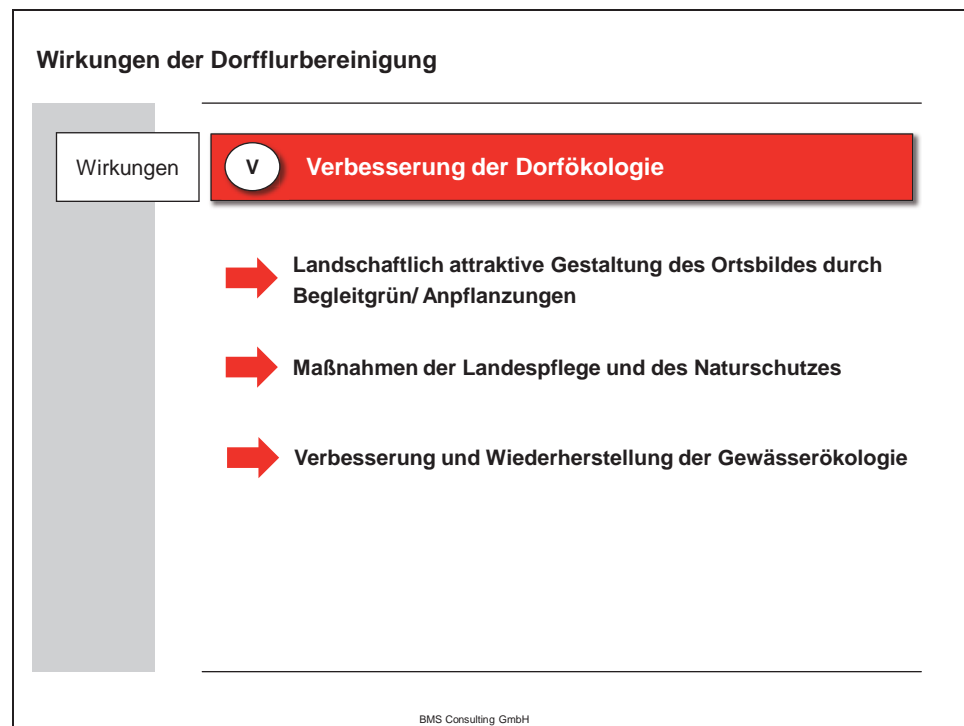 Wirkungen der Dorfflurbereinigung
Wirkungen
V
Verbesserung der Dorfökologie
Landschaftlich attraktive Gestaltung des Ortsbildes durch
Begleitgrün/ Anpflanzungen
Maßnahmen der Landespflege und des Naturschutzes
Verbesserung und Wiederherstellung der Gewässerökologie
BMS Consulting GmbH